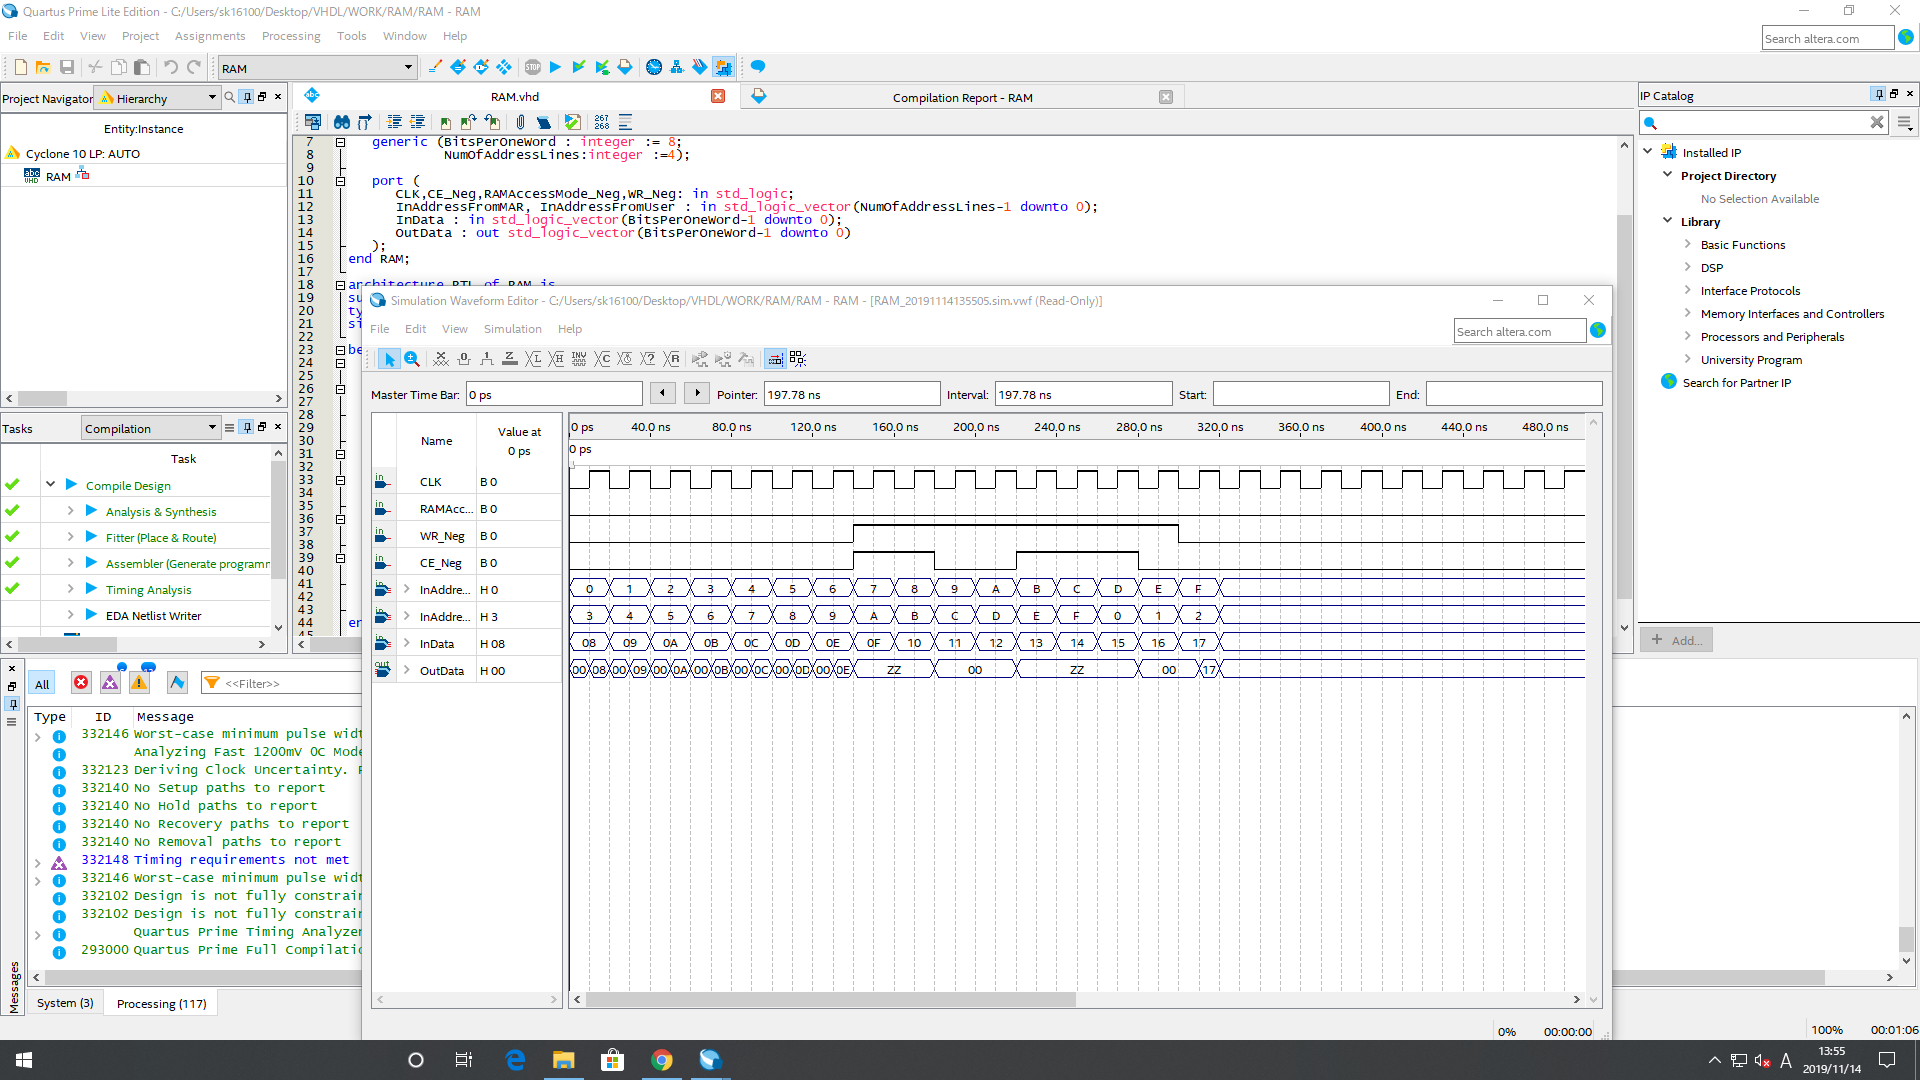 Quartus Prime Lite Edition - C:/Users/sk16100/Desktop/VHDL/WORK/RAM/RAM - RAM
File Edit View Project Assignments Processing Tools Window Help
Search altera.com
RAM
Project Navigator Hierarchy
Entity:Instance
Cyclone 10 LP: AUTO
RAM
RAM.vhd
Compilation Report - RAM
267
268
7 generic (BitsPerOneWord : integer := 8;
8 NumOfAddressLines:integer :=4);
9
10 port (
11 CLK,CE_Neg,RAMAccessMode_Neg,WR_Neg: in std_logic;
12 InAddressFromMAR, InAddressFromUser : in std_logic_vector(NumOfAddressLines-1 downto 0);
13 InData : in std_logic_vector(BitsPerOneWord-1 downto 0);
14 OutData : out std_logic_vector(BitsPerOneWord-1 downto 0)
15 );
16 end RAM;
17
18 architecture RTL of RAM is
19 su
20 ty
21 si
22
23 be
24
25
26
27
28
29
30
31
32
33
34
35
36
37
38
39
40
41
42
43
44 en
45
IP Catalog
Installed IP
Project Directory
No Selection Available
Library
Basic Functions
DSP
Interface Protocols
Memory Interfaces and Controllers
Processors and Peripherals
University Program
Search for Partner IP
+ Add...
Tasks Compilation
Task
Compile Design
Analysis & Synthesis
Fitter (Place & Route)
Assembler (Generate programm
Timing Analysis
EDA Netlist Writer
Simulation Waveform Editor - C:/Users/sk16100/Desktop/VHDL/WORK/RAM/RAM - RAM - [RAM_20191114135505.sim.vwf (Read-Only)]
File Edit View Simulation Help
Search altera.com
Master Time Bar: 0 ps Pointer: 197.78 ns Interval: 197.78 ns Start: End:
Name Value at
0 ps
0 ps 40.0 ns 80.0 ns 120.0 ns 160.0 ns 200.0 ns 240.0 ns 280.0 ns 320.0 ns 360.0 ns 400.0 ns 440.0 ns 480.0 ns
0 ps
CLK B 0
RAMAcc... B 0
WR_Neg B 0
CE_Neg B 0
InAddre... H 0 0 1 2 3 4 5 6 7 8 9 A B C D E F
InAddre... H 3 3 4 5 6 7 8 9 A B C D E F 0 1 2
InData H 08 08 09 0A 0B 0C 0D 0E 0F 10 11 12 13 14 15 16 17
OutData H 00 00 08 00 09 00 0A 00 0B 00 0C 00 0D 00 0E ZZ 00 ZZ 00 17
0% 00:00:00
Messages
All <<Filter>>
Type ID Message
332146 Worst-case minimum pulse widt
Analyzing Fast 1200mV 0C Mode
332123 Deriving Clock Uncertainty.
332140 No Setup paths to report
332140 No Hold paths to report
332140 No Recovery paths to report
332140 No Removal paths to report
332148 Timing requirements not met
332146 Worst-case minimum pulse widt
332102 Design is not fully constrain
332102 Design is not fully constrain
Quartus Prime Timing Analyzer
293000 Quartus Prime Full Compilatio
System (3) Processing (117)
100% 00:01:06
A 13:55
2019/11/14